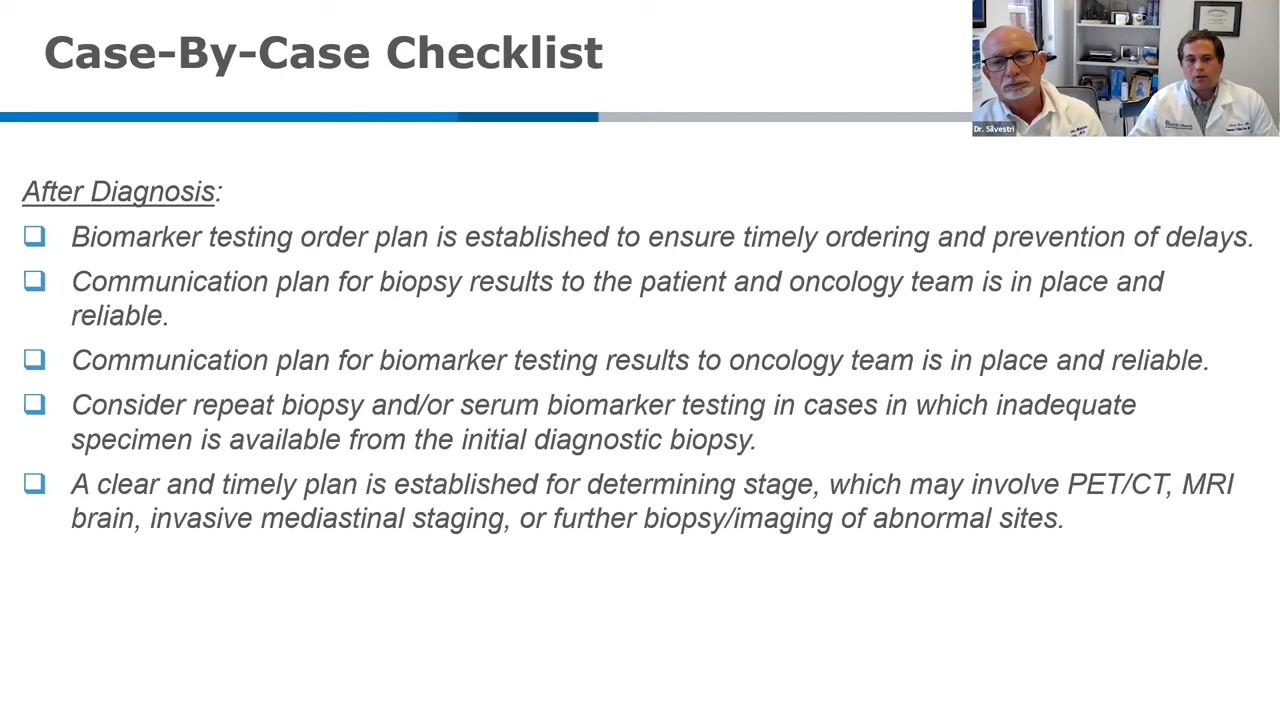 Case-By-Case Checklist
Dr. Silvestri
After Diagnosis:
Biomarker testing order plan is established to ensure timely ordering and prevention of delays.
Communication plan for biopsy results to the patient and oncology team is in place and
reliable.
Communication plan for biomarker testing results to oncology team is in place and reliable.
Consider repeat biopsy and/or serum biomarker testing in cases in which inadequate
specimen is available from the initial diagnostic biopsy.
A clear and timely plan is established for determining stage, which may involve PET/CT, MRI
brain, invasive mediastinal staging, or further biopsy/imaging of abnormal sites.